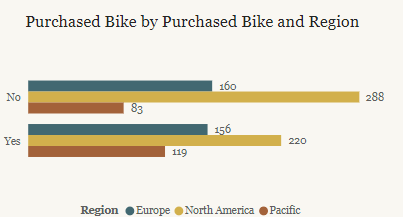 Purchased Bike by Purchased Bike and Region
160
No 288
83
156
Yes 220
119
Region Europe North America Pacific